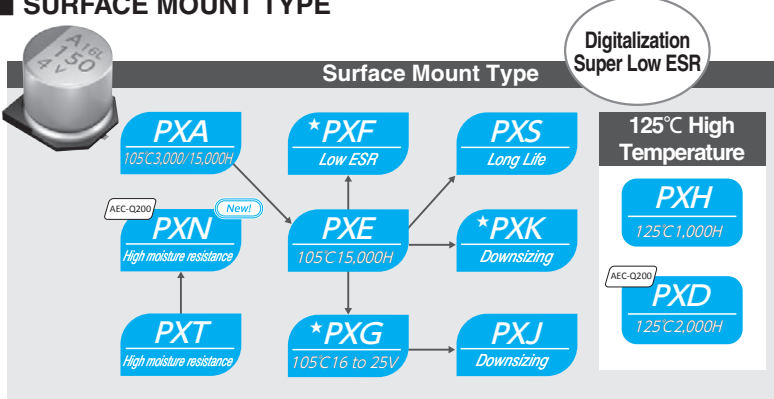 SURFACE MOUNT TYPE
Digitalization
Super Low ESR
Surface Mount Type
A16L
150
4V
PXA
105℃3,000/15,000H
★PXF
Low ESR
PXS
Long Life
125℃ High
Temperature
PXH
125℃1,000H
AEC-Q200
New!
PXN
High moisture resistance
PXE
105℃15,000H
★PXK
Downsizing
AEC-Q200
PXD
125℃2,000H
PXT
High moisture resistance
★PXG
105℃16 to 25V
PXJ
Downsizing